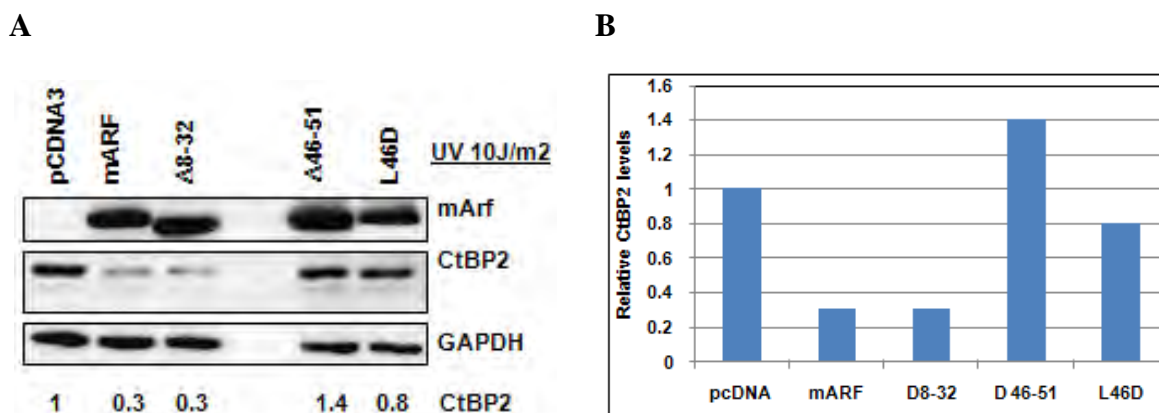 A
pCDNA3
mARF
Δ8-32
Δ46-51
L46D
UV 10J/m2
mArf
CtBP2
GAPDH
1 0.3 0.3 1.4 0.8 CtBP2
B
Relative CtBP2 levels
1.6
1.4
1.2
1
0.8
0.6
0.4
0.2
0
pcDNA mARF D8-32 D46-51 L46D